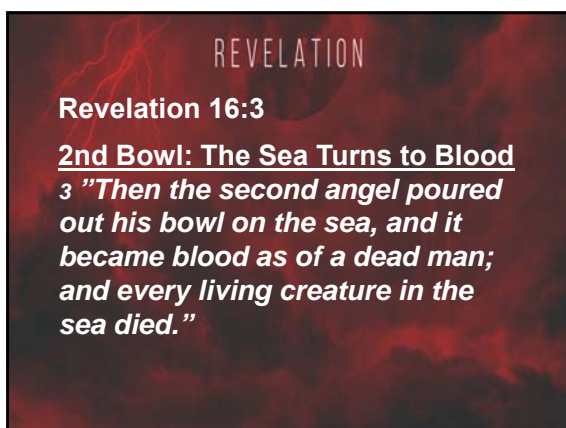 REVELATION
Revelation 16:3
2nd Bowl: The Sea Turns to Blood
3 ”Then the second angel poured
out his bowl on the sea, and it
became blood as of a dead man;
and every living creature in the
sea died.”